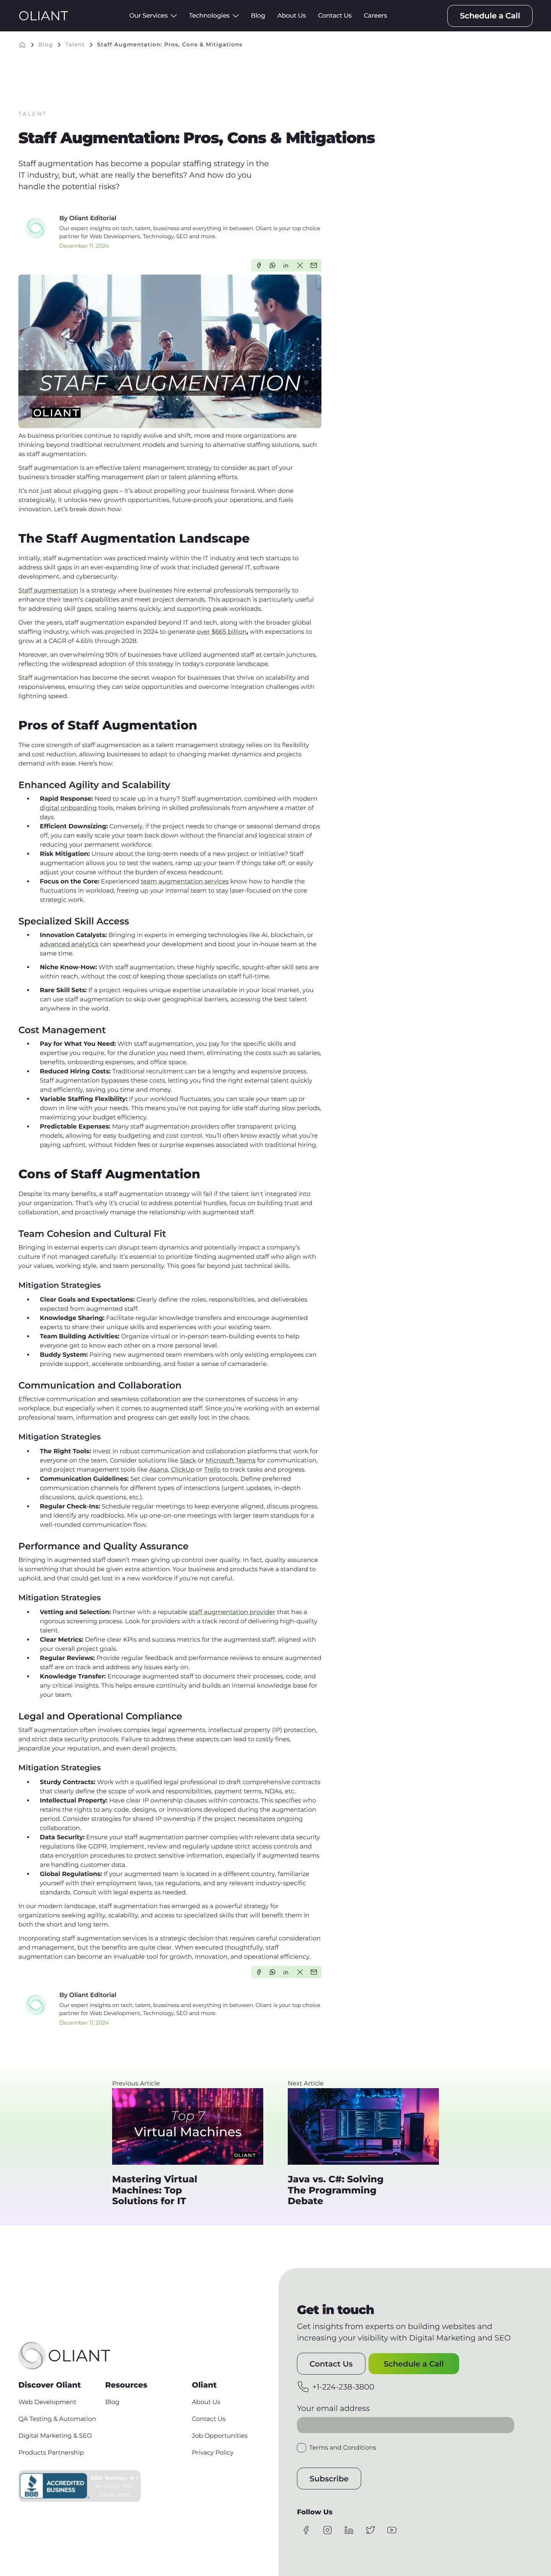 OLIANT
Our Services
Technologies
Blog
About Us
Contact Us
Careers
Schedule a Call
Blog
Talent
Staff Augmentation: Pros, Cons & Mitigations
TALENT
Staff Augmentation: Pros, Cons & Mitigations
Staff augmentation has become a popular staffing strategy in the
IT industry, but, what are really the benefits? And how do you
handle the potential risks?
By Oliant Editorial
Our expert insights on tech, talent, bussiness and everything in between. Oliant is your top choice
partner for Web Development, Technology, SEO and more.
December 11, 2024
STAFF AUGMENTATION
OLIANT
As business priorities continue to rapidly evolve and shift, more and more organizations are
thinking beyond traditional recruitment models and turning to alternative staffing solutions, such
as staff augmentation.
Staff augmentation is an effective talent management strategy to consider as part of your
business's broader staffing management plan or talent planning efforts.
It's not just about plugging gaps – it's about propelling your business forward. When done
strategically, it unlocks new growth opportunities, future-proofs your operations, and fuels
innovation. Let's break down how!
The Staff Augmentation Landscape
Initially, staff augmentation was practiced mainly within the IT industry and tech startups to
address skill gaps in an ever-expanding line of work that included general IT, software
development, and cybersecurity.
Staff augmentation is a strategy where businesses hire external professionals temporarily to
enhance their team's capabilities and meet project demands. This approach is particularly useful
for addressing skill gaps, scaling teams quickly, and supporting peak workloads.
Over the years, staff augmentation expanded beyond IT and tech, along with the broader global
staffing industry, which was projected in 2024 to generate over $665 billion, with expectations to
grow at a CAGR of 4.65% through 2028.
Moreover, an overwhelming 90% of businesses have utilized augmented staff at certain junctures,
reflecting the widespread adoption of this strategy in today's corporate landscape.
Staff augmentation has become the secret weapon for businesses that thrive on scalability and
responsiveness, ensuring they can seize opportunities and overcome integration challenges with
lightning speed.
Pros of Staff Augmentation
The core strength of staff augmentation as a talent management strategy relies on its flexibility
and cost reduction, allowing businesses to adapt to changing market dynamics and projects
demand with ease. Here's how:
Enhanced Agility and Scalability
• Rapid Response: Need to scale up in a hurry? Staff augmentation, combined with modern
digital onboarding tools, makes bringing in skilled professionals from anywhere a matter of
days.
• Efficient Downsizing: Conversely, if the project needs to change or seasonal demand drops
off, you can easily scale your team back down without the financial and logistical strain of
reducing your permanent workforce.
• Risk Mitigation: Unsure about the long-term needs of a new project or initiative? Staff
augmentation allows you to test the waters, ramp up your team if things take off, or easily
adjust your course without the burden of excess headcount.
• Focus on the Core: Experienced team augmentation services know how to handle the
fluctuations in workload, freeing up your internal team to stay laser-focused on the core
strategic work.
Specialized Skill Access
• Innovation Catalysts: Bringing in experts in emerging technologies like AI, blockchain, or
advanced analytics can spearhead your development and boost your in-house team at the
same time.
• Niche Know-How: With staff augmentation, these highly specific, sought-after skill sets are
within reach, without the cost of keeping those specialists on staff full-time.
• Rare Skill Sets: If a project requires unique expertise unavailable in your local market, you
can use staff augmentation to skip over geographical barriers, accessing the best talent
anywhere in the world.
Cost Management
• Pay for What You Need: With staff augmentation, you pay for the specific skills and
expertise you require, for the duration you need them, eliminating the costs such as salaries,
benefits, onboarding expenses, and office space.
• Reduced Hiring Costs: Traditional recruitment can be a lengthy and expensive process.
Staff augmentation bypasses these costs, letting you find the right external talent quickly
and efficiently, saving you time and money.
• Variable Staffing Flexibility: If your workload fluctuates, you can scale your team up or
down in line with your needs. This means you're not paying for idle staff during slow periods,
maximizing your budget efficiency.
• Predictable Expenses: Many staff augmentation providers offer transparent pricing
models, allowing for easy budgeting and cost control. You'll often know exactly what you're
paying upfront, without hidden fees or surprise expenses associated with traditional hiring.
Cons of Staff Augmentation
Despite its many benefits, a staff augmentation strategy will fail if the talent isn't integrated into
your organization. That's why it's crucial to address potential hurdles, focus on building trust and
collaboration, and proactively manage the relationship with augmented staff.
Team Cohesion and Cultural Fit
Bringing in external experts can disrupt team dynamics and potentially impact a company's
culture if not managed carefully. It's essential to prioritize finding augmented staff who align with
your values, working style, and team personality. This goes far beyond just technical skills.
Mitigation Strategies
• Clear Goals and Expectations: Clearly define the roles, responsibilities, and deliverables
expected from augmented staff.
• Knowledge Sharing: Facilitate regular knowledge transfers and encourage augmented
experts to share their unique skills and experiences with your existing team.
• Team Building Activities: Organize virtual or in-person team-building events to help
everyone get to know each other on a more personal level.
• Buddy System: Pairing new augmented team members with only existing employees can
provide support, accelerate onboarding, and foster a sense of camaraderie.
Communication and Collaboration
Effective communication and seamless collaboration are the cornerstones of success in any
workplace, but especially when it comes to augmented staff. Since you're working with an external
professional team, information and progress can get easily lost in the chaos.
Mitigation Strategies
• The Right Tools: Invest in robust communication and collaboration platforms that work for
everyone on the team. Consider solutions like Slack or Microsoft Teams for communication,
and project management tools like Asana, ClickUp or Trello to track tasks and progress.
• Communication Guidelines: Set clear communication protocols. Define preferred
communication channels for different types of interactions (urgent updates, in-depth
discussions, quick questions, etc.).
• Regular Check-Ins: Schedule regular meetings to keep everyone aligned, discuss progress,
and identify any roadblocks. Mix up one-on-one meetings with larger team standups for a
well-rounded communication flow.
Performance and Quality Assurance
Bringing in augmented staff doesn't mean giving up control over quality. In fact, quality assurance
is something that should be given extra attention. Your business and products have a standard to
uphold, and that could get lost in a new workforce if you're not careful.
Mitigation Strategies
• Vetting and Selection: Partner with a reputable staff augmentation provider that has a
rigorous screening process. Look for providers with a track record of delivering high-quality
talent.
• Clear Metrics: Define clear KPIs and success metrics for the augmented staff, aligned with
your overall project goals.
• Regular Reviews: Provide regular feedback and performance reviews to ensure augmented
staff are on track and address any issues early on.
• Knowledge Transfer: Encourage augmented staff to document their processes, code, and
any critical insights. This helps ensure continuity and builds an internal knowledge base for
your team.
Legal and Operational Compliance
Staff augmentation often involves complex legal agreements, intellectual property (IP) protection,
and strict data security protocols. Failure to address these aspects can lead to costly fines,
jeopardize your reputation, and even derail projects.
Mitigation Strategies
• Sturdy Contracts: Work with a qualified legal professional to draft comprehensive contracts
that clearly define the scope of work and responsibilities, payment terms, NDAs, etc.
• Intellectual Property: Have clear IP ownership clauses within contracts. This specifies who
retains the rights to any code, designs, or innovations developed during the augmentation
period. Consider strategies for shared IP ownership if the project necessitates ongoing
collaboration.
• Data Security: Ensure your staff augmentation partner complies with relevant data security
regulations like GDPR. Implement, review and regularly update strict access controls and
data encryption procedures to protect sensitive information, especially if augmented teams
are handling customer data.
• Global Regulations: If your augmented team is located in a different country, familiarize
yourself with their employment laws, tax regulations, and any relevant industry-specific
standards. Consult with legal experts as needed.
In our modern landscape, staff augmentation has emerged as a powerful strategy for
organizations seeking agility, scalability, and access to specialized skills that will benefit them in
both the short and long term.
Incorporating staff augmentation services is a strategic decision that requires careful consideration
and management, but the benefits are quite clear. When executed thoughtfully, staff
augmentation can become an invaluable tool for growth, innovation, and operational efficiency.
By Oliant Editorial
Our expert insights on tech, talent, bussiness and everything in between. Oliant is your top choice
partner for Web Development, Technology, SEO and more.
December 11, 2024
Previous Article
Top 7
Virtual Machines
OLIANT
Mastering Virtual
Machines: Top
Solutions for IT
Next Article
Java vs. C#: Solving
The Programming
Debate
OLIANT
Discover Oliant
Web Development
QA Testing & Automation
Digital Marketing & SEO
Products Partnership
Resources
Blog
Oliant
About Us
Contact Us
Job Opportunities
Privacy Policy
BBB
ACCREDITED
BUSINESS
BBB Rating: A+
Get in touch
Get insights from experts on building websites and
increasing your visibility with Digital Marketing and SEO
Contact Us
Schedule a Call
+1-224-238-3800
Your email address
Terms and Conditions
Subscribe
Follow Us